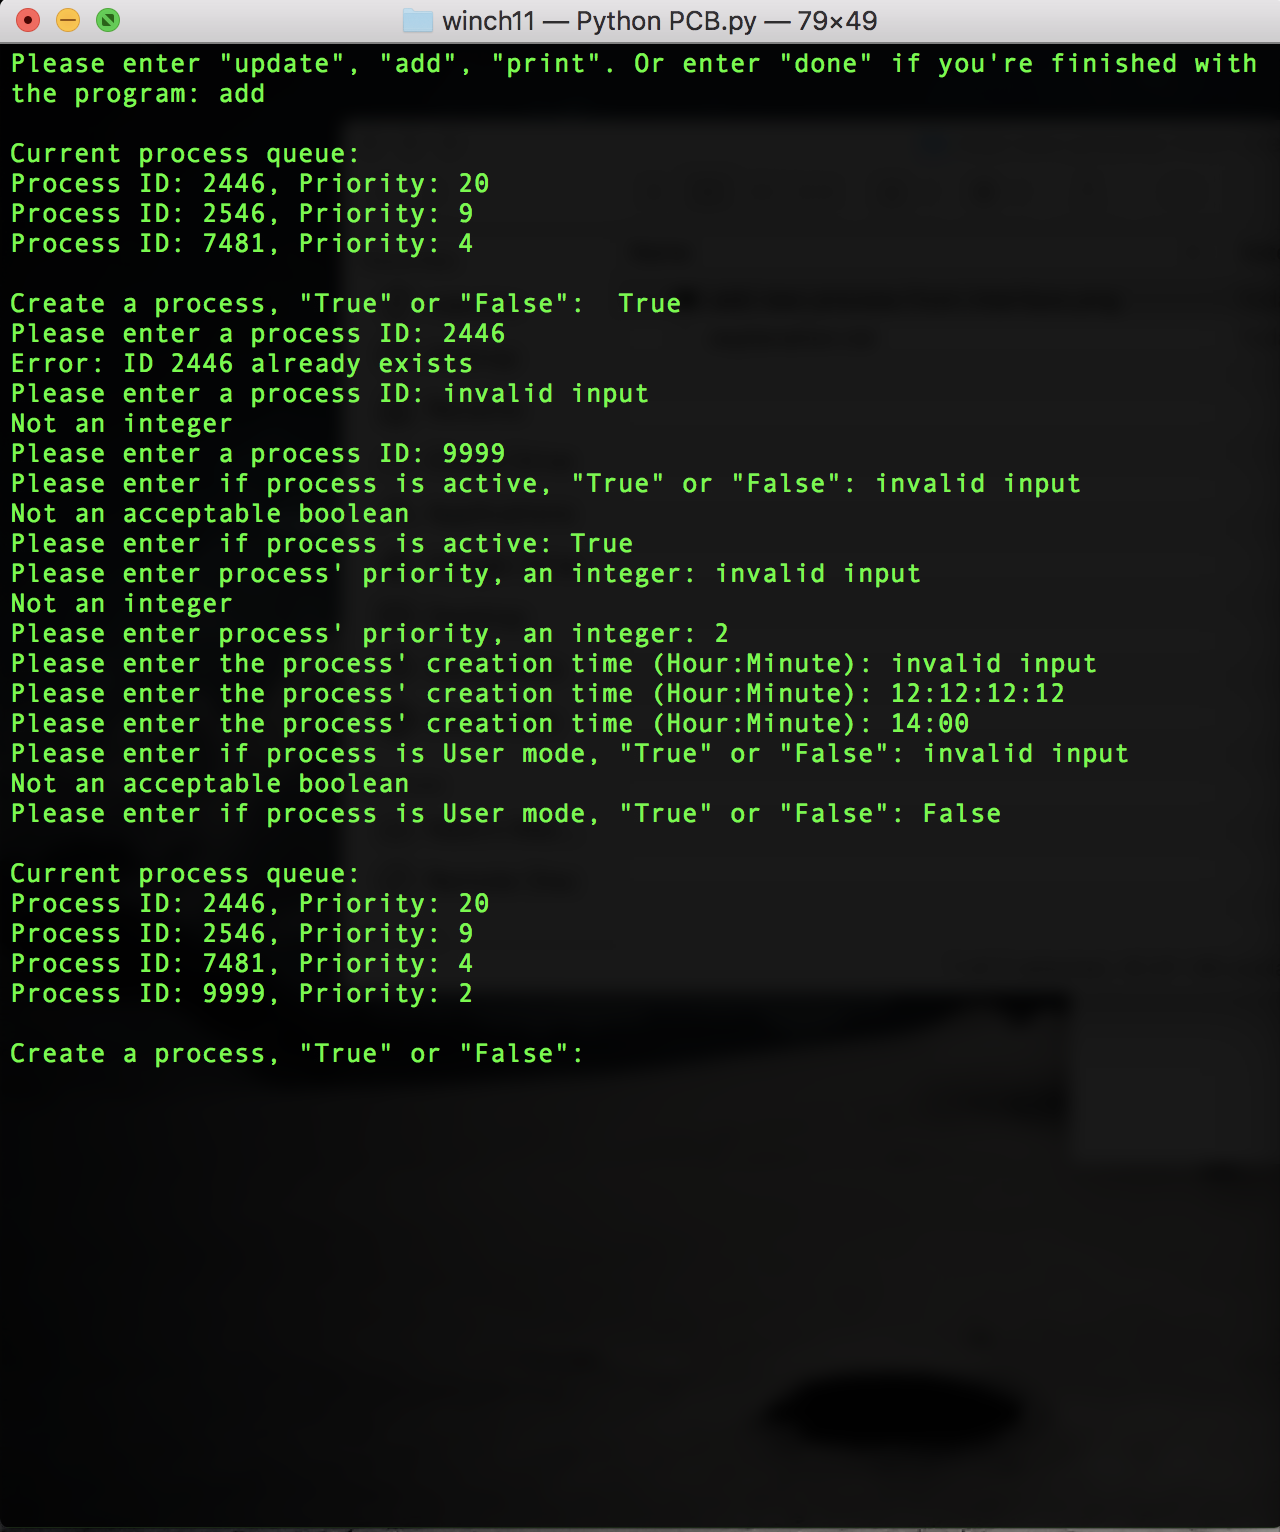 winch11 — Python PCB.py — 79×49
Please enter "update", "add", "print". Or enter "done" if you're finished with
the program: add
Current process queue:
Process ID: 2446, Priority: 20
Process ID: 2546, Priority: 9
Process ID: 7481, Priority: 4
Create a process, "True" or "False":  True
Please enter a process ID: 2446
Error: ID 2446 already exists
Please enter a process ID: invalid input
Not an integer
Please enter a process ID: 9999
Please enter if process is active, "True" or "False": invalid input
Not an acceptable boolean
Please enter if process is active: True
Please enter process' priority, an integer: invalid input
Not an integer
Please enter process' priority, an integer: 2
Please enter the process' creation time (Hour:Minute): invalid input
Please enter the process' creation time (Hour:Minute): 12:12:12:12
Please enter the process' creation time (Hour:Minute): 14:00
Please enter if process is User mode, "True" or "False": invalid input
Not an acceptable boolean
Please enter if process is User mode, "True" or "False": False
Current process queue:
Process ID: 2446, Priority: 20
Process ID: 2546, Priority: 9
Process ID: 7481, Priority: 4
Process ID: 9999, Priority: 2
Create a process, "True" or "False":